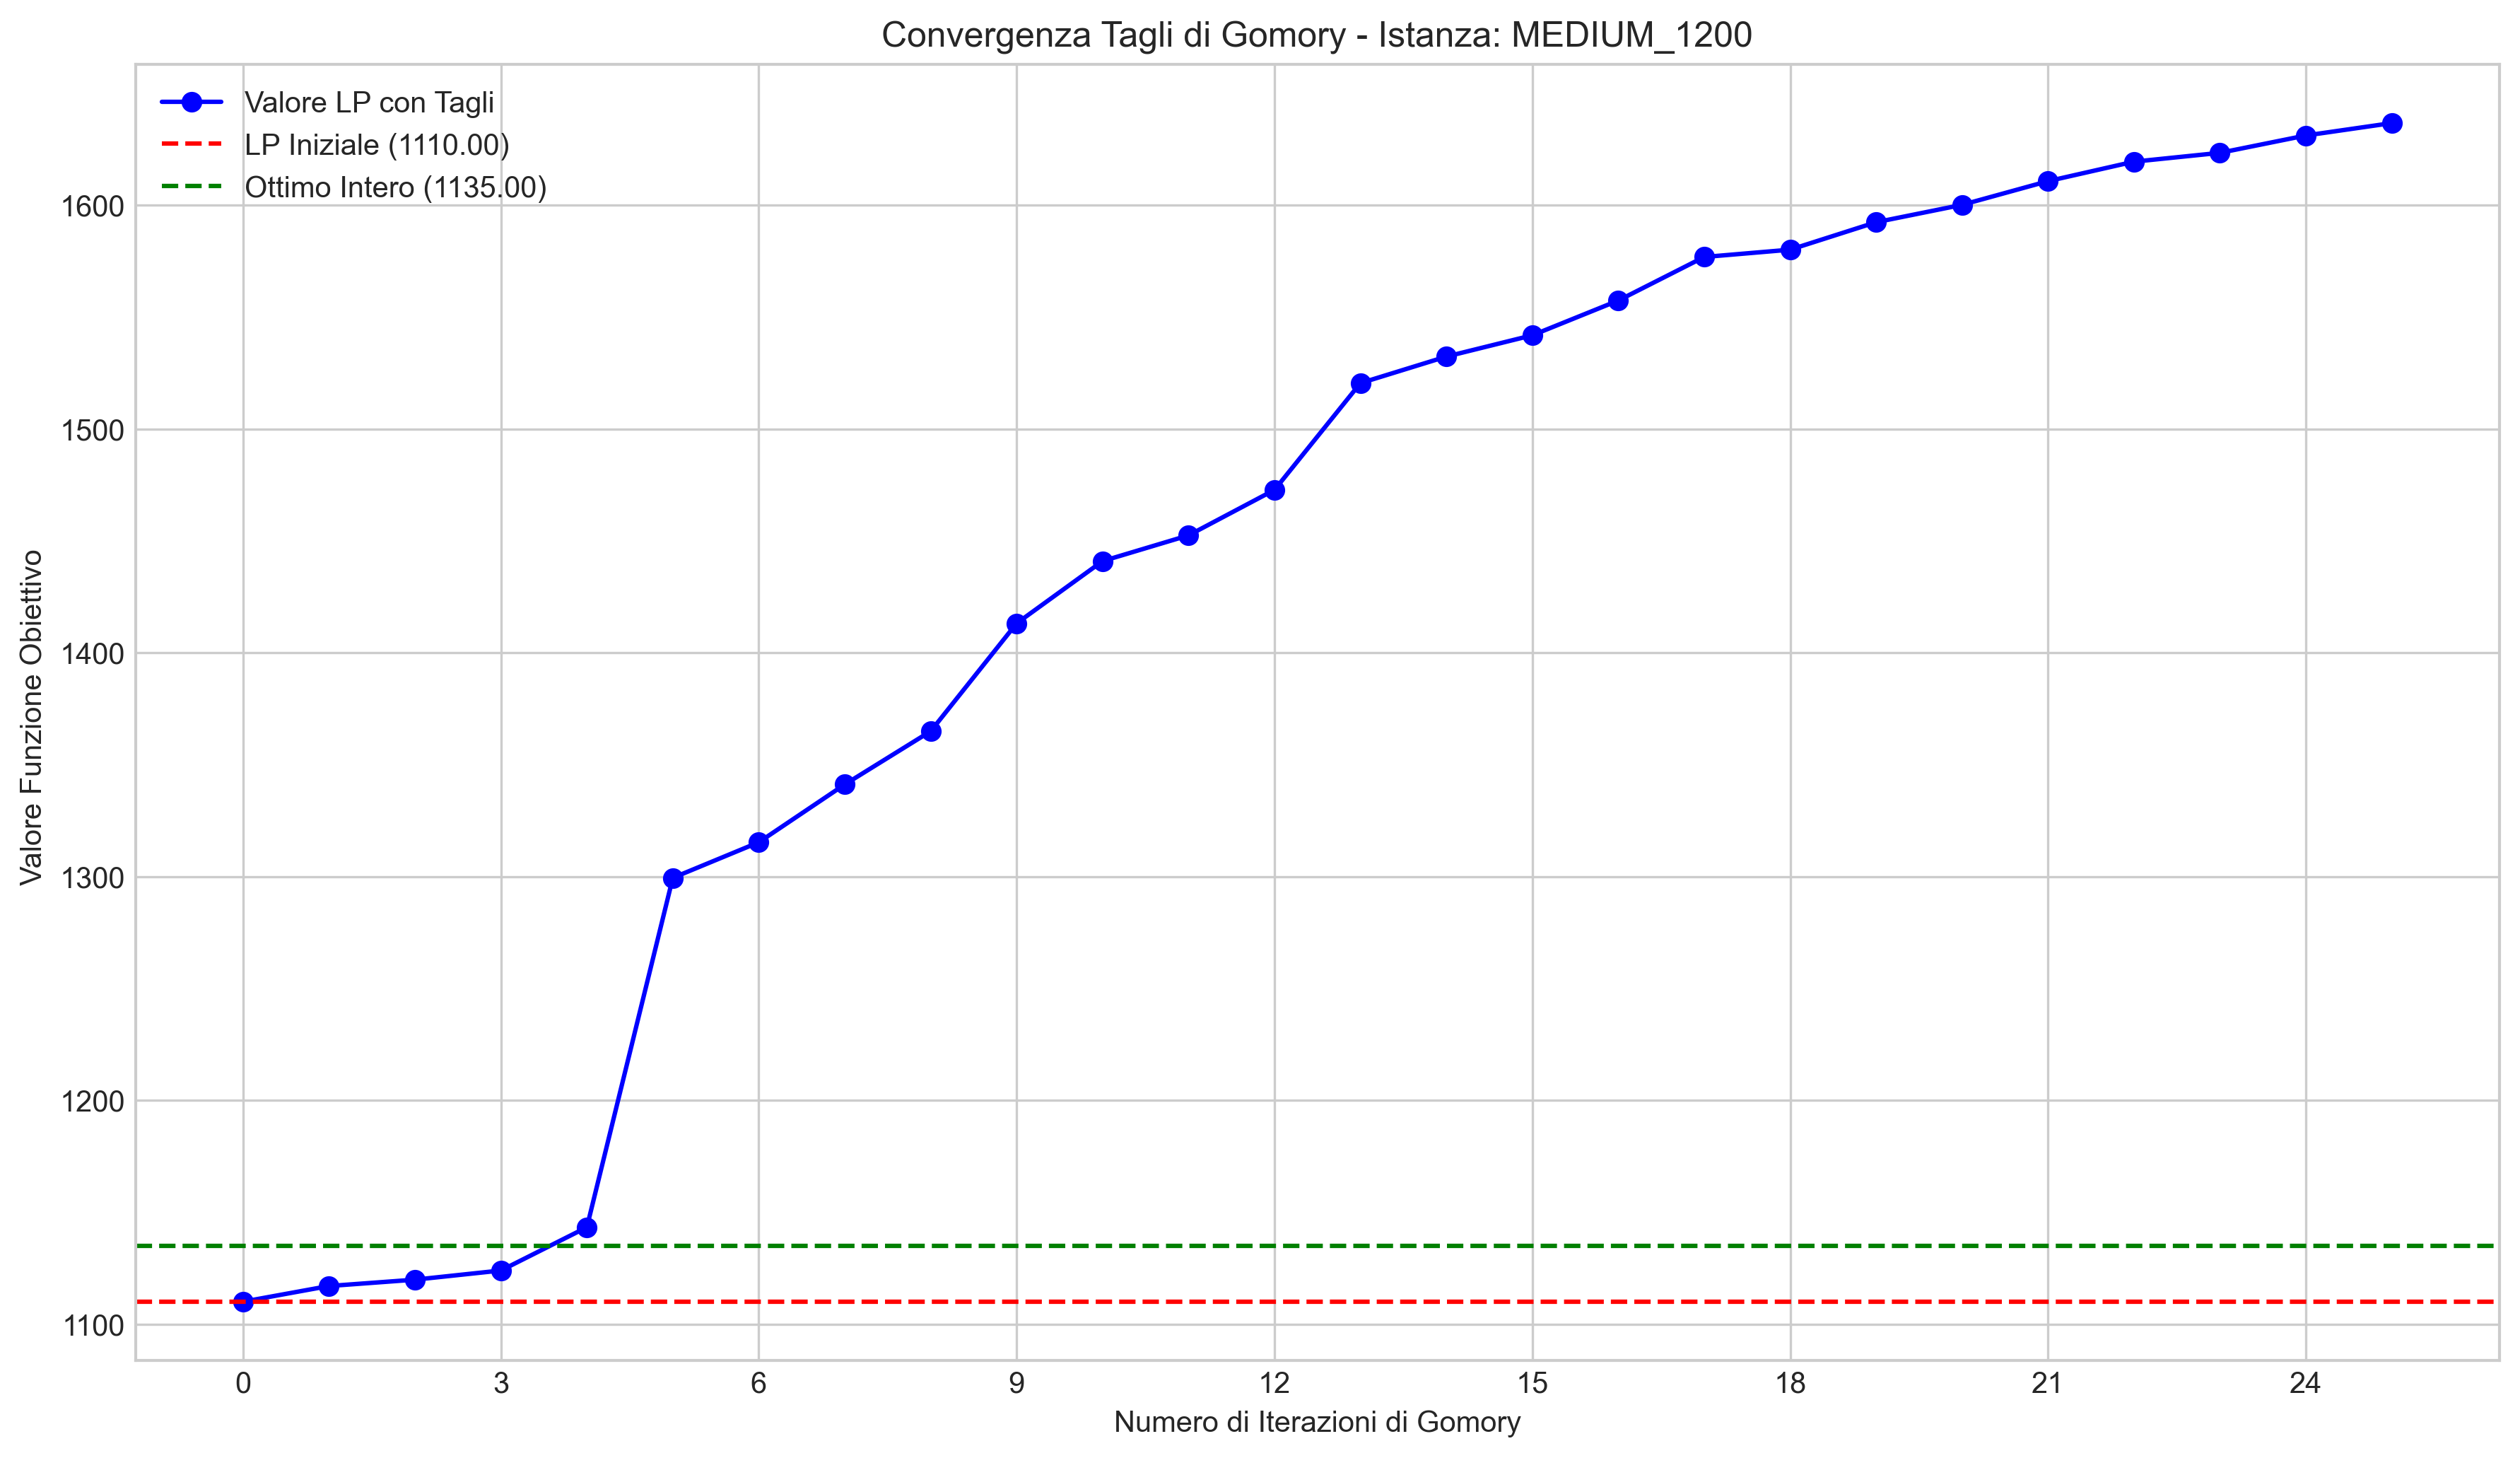 Convergenza Tagli di Gomory - Istanza: MEDIUM_1200
Valore LP con Tagli
LP Iniziale (1110.00)
Ottimo Intero (1135.00)
Valore Funzione Obiettivo
1600
1500
1400
1300
1200
1100
0 3 6 9 12 15 18 21 24
Numero di Iterazioni di Gomory